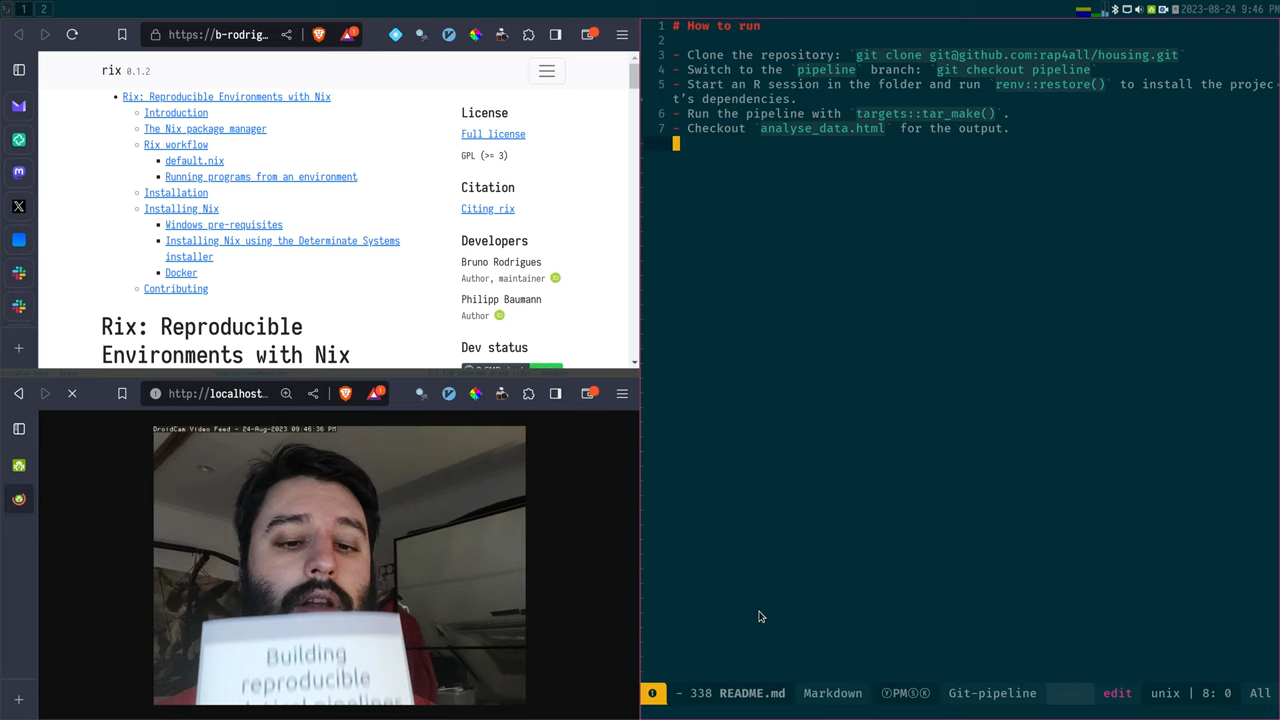 1 2
2023-08-24 9:46 PM
https://b-rodrig…
rix 0.1.2
Rix: Reproducible Environments with Nix
Introduction
The Nix package manager
Rix workflow
default.nix
Running programs from an environment
Installation
Installing Nix
Windows pre-requisites
Installing Nix using the Determinate Systems
installer
Docker
Contributing
Rix: Reproducible
Environments with Nix
License
Full license
GPL (>= 3)
Citation
Citing rix
Developers
Bruno Rodrigues
Author, maintainer
Philipp Baumann
Author
Dev status
http://localhost…
DroidCam Video Feed - 24-Aug-2023 09:46:36 PM
Building
reproducible
1 # How to run
2
3 - Clone the repository: `git clone git@github.com:rap4all/housing.git`
4 - Switch to the `pipeline` branch: `git checkout pipeline`
5 - Start an R session in the folder and run `renv::restore()` to install the projec
t’s dependencies.
6 - Run the pipeline with `targets::tar_make()`.
7 - Checkout `analyse_data.html` for the output.
- 338 README.md Markdown ⓎPMⓈⓀ Git-pipeline edit unix | 8: 0 All